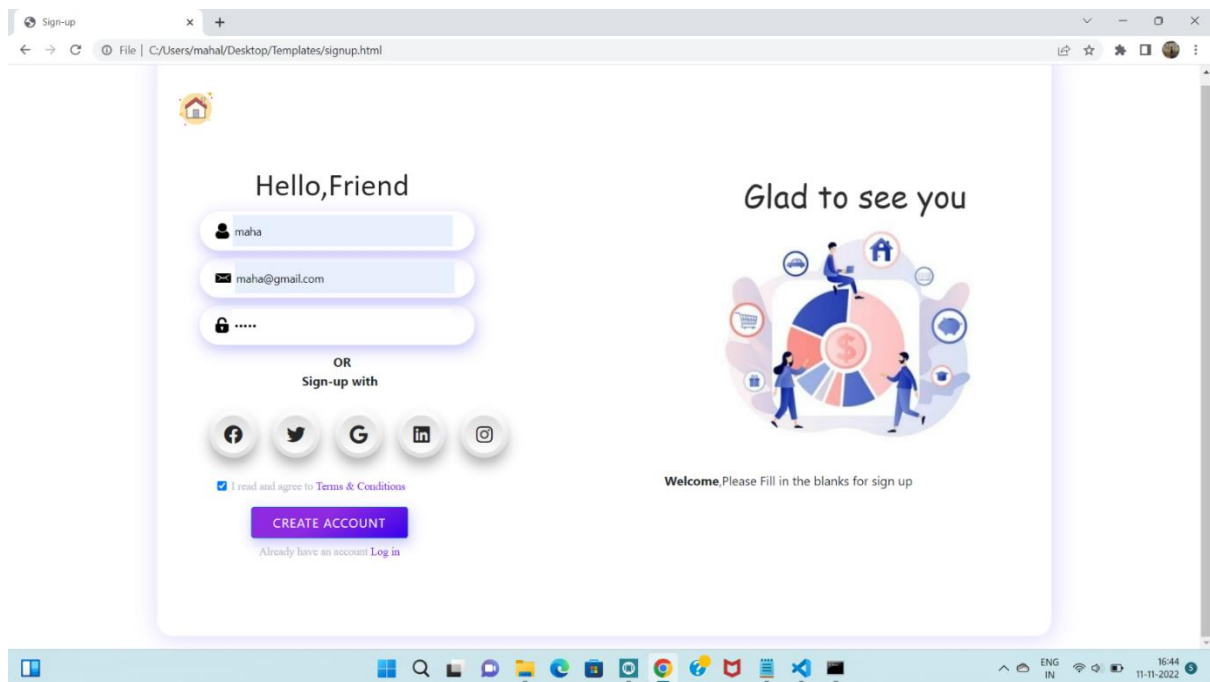 Sign-up
File | C:/Users/mahal/Desktop/Templates/signup.html
Hello,Friend
maha
maha@gmail.com
•••••
OR
Sign-up with
I read and agree to Terms & Conditions
CREATE ACCOUNT
Already have an account Log in
Glad to see you
$
Welcome,Please Fill in the blanks for sign up
ENG
IN
16:44
11-11-2022
5